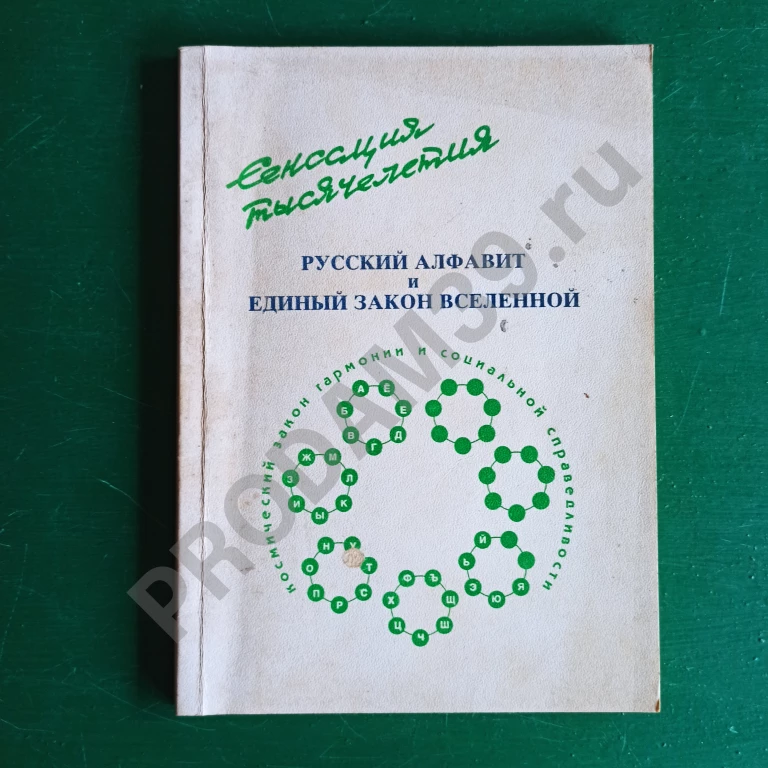 Сенсация
тысячелетия
РУССКИЙ АЛФАВИТ
и
ЕДИНЫЙ ЗАКОН ВСЕЛЕННОЙ
Космический закон гармонии и социальной справедливости
А Ё Е Д Г В Б
Ж М Л К Ы И З
Н У Т С Р П О
Ф Ъ Щ Ш Ч Ц Х
Й Я Ю Э Ь
PRODAM39.ru